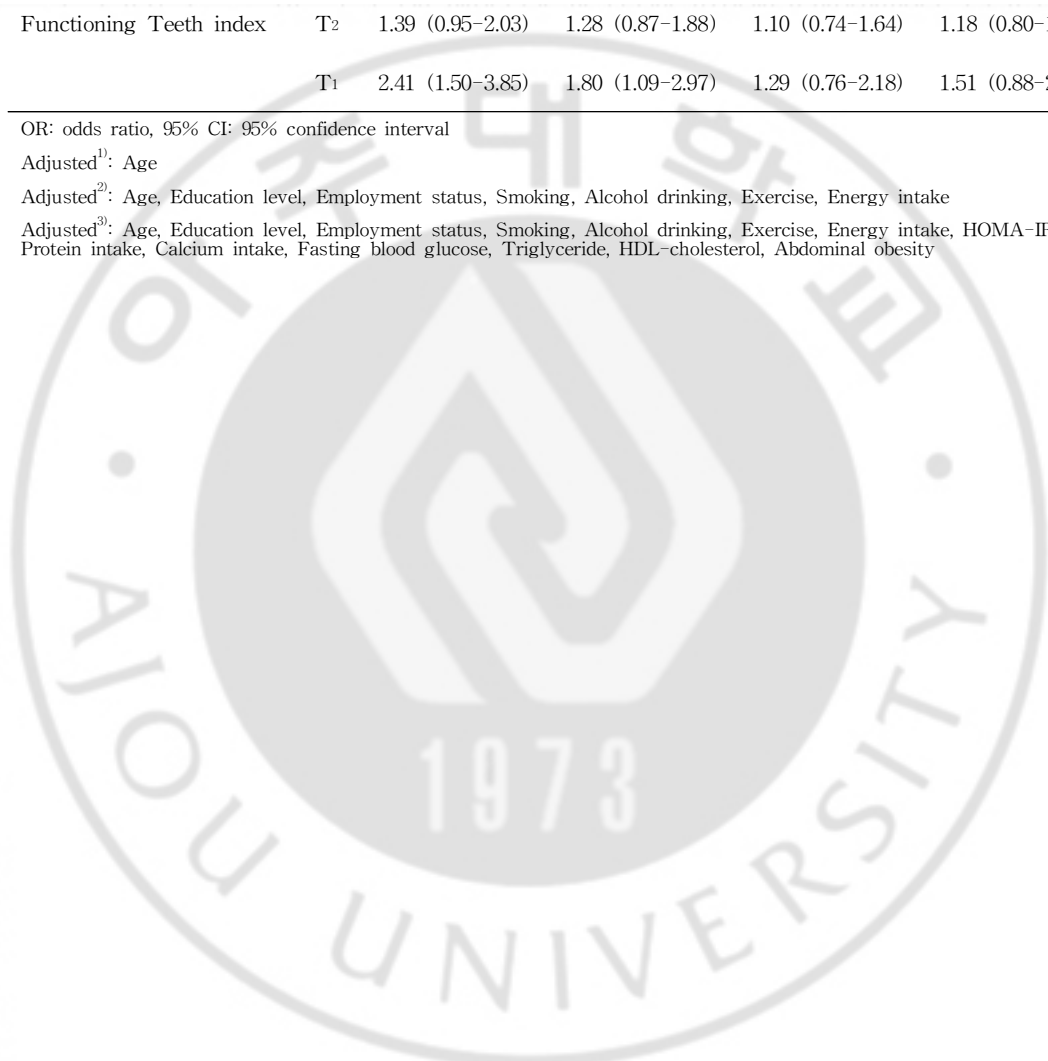 Functioning Teeth index T2 1.39 (0.95-2.03) 1.28 (0.87-1.88) 1.10 (0.74-1.64) 1.18 (0.80-
T1 2.41 (1.50-3.85) 1.80 (1.09-2.97) 1.29 (0.76-2.18) 1.51 (0.88-
OR: odds ratio, 95% CI: 95% confidence interval
Adjusted1): Age
Adjusted2): Age, Education level, Employment status, Smoking, Alcohol drinking, Exercise, Energy intake
Adjusted3): Age, Education level, Employment status, Smoking, Alcohol drinking, Exercise, Energy intake,
Protein intake, Calcium intake, Fasting blood glucose, Triglyceride, HDL-cholesterol, Abdominal obesity
아주대학교
1973
AJOU UNIVERSITY